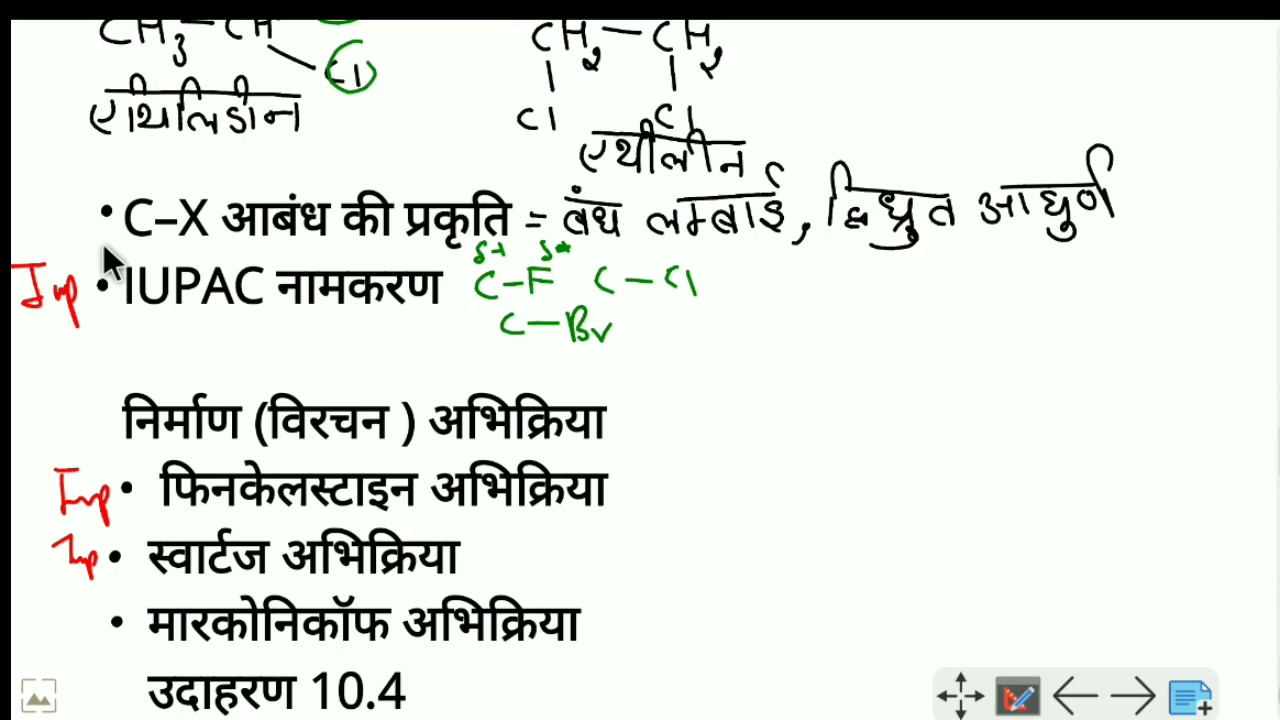 CH3–CH CH2–CH2
Cl Cl Cl
एथिलिडीन एथीलीन
• C–X आबंध की प्रकृति = बंध लम्बाई, द्विध्रुत आघुर्ण
δ+
Imp • IUPAC नामकरण C–F C–Cl
C–Br
निर्माण (विरचन ) अभिक्रिया
Imp • फिनकेलस्टाइन अभिक्रिया
Imp • स्वार्टज अभिक्रिया
• मारकोनिकॉफ अभिक्रिया
उदाहरण 10.4